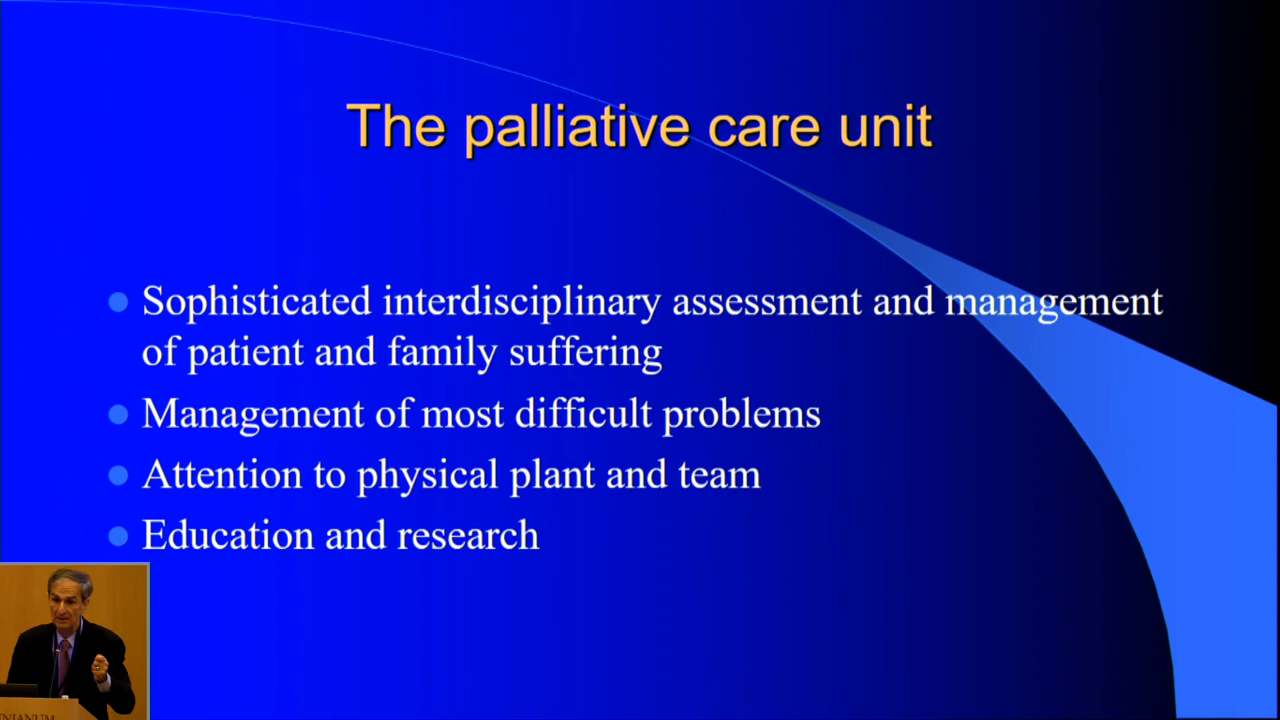 The palliative care unit
Sophisticated interdisciplinary assessment and management
of patient and family suffering
Management of most difficult problems
Attention to physical plant and team
Education and research